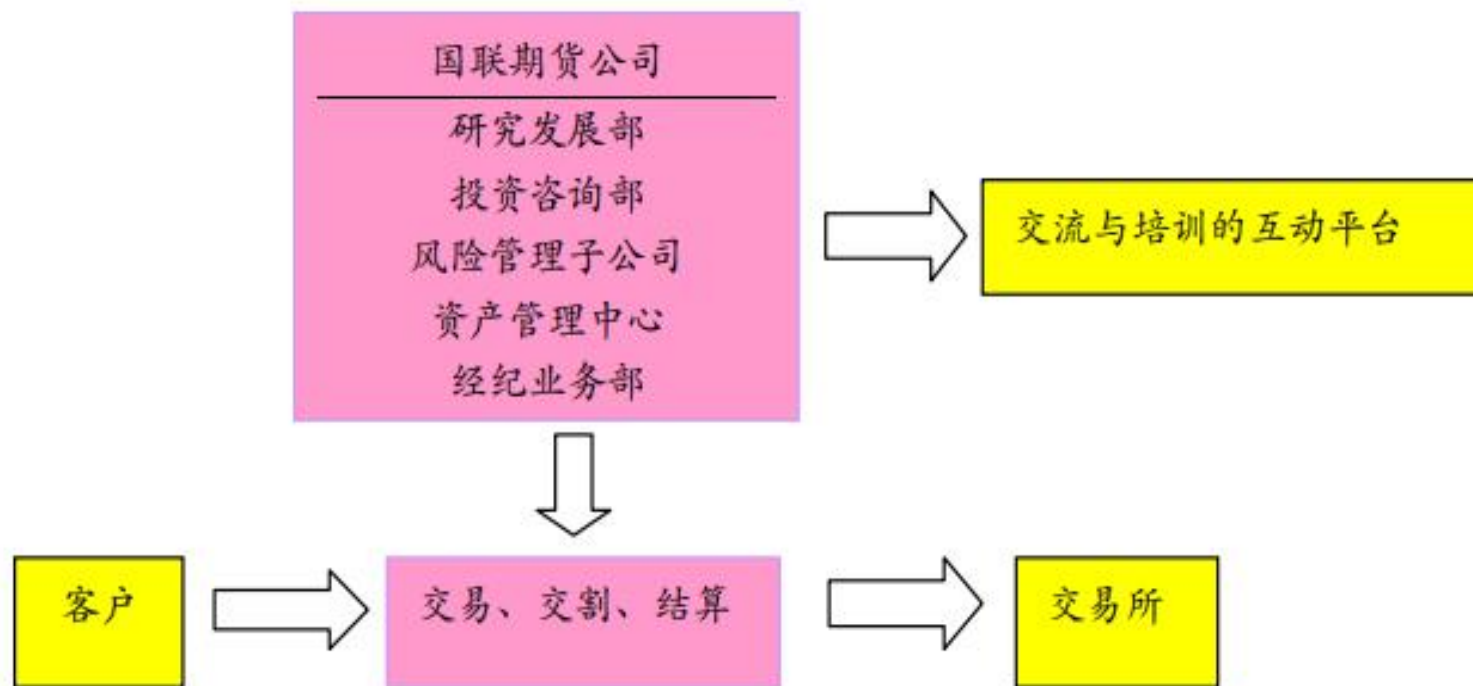 国联期货公司
研究发展部
投资咨询部
风险管理子公司
资产管理中心
经纪业务部
交流与培训的互动平台
客户
交易、交割、结算
交易所